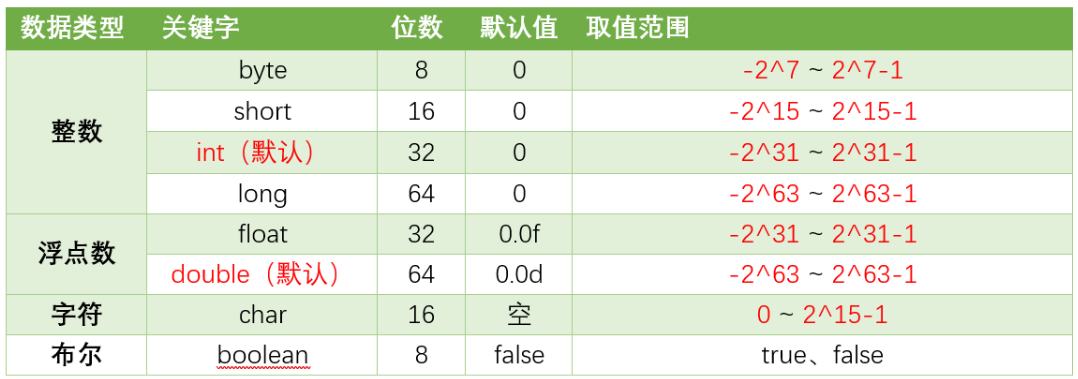 数据类型 关键字 位数 默认值 取值范围
整数 byte 8 0 -2^7 ~ 2^7-1
short 16 0 -2^15 ~ 2^15-1
int（默认） 32 0 -2^31 ~ 2^31-1
long 64 0 -2^63 ~ 2^63-1
浮点数 float 32 0.0f -2^31 ~ 2^31-1
double（默认） 64 0.0d -2^63 ~ 2^63-1
字符 char 16 空 0 ~ 2^15-1
布尔 boolean 8 false true、false